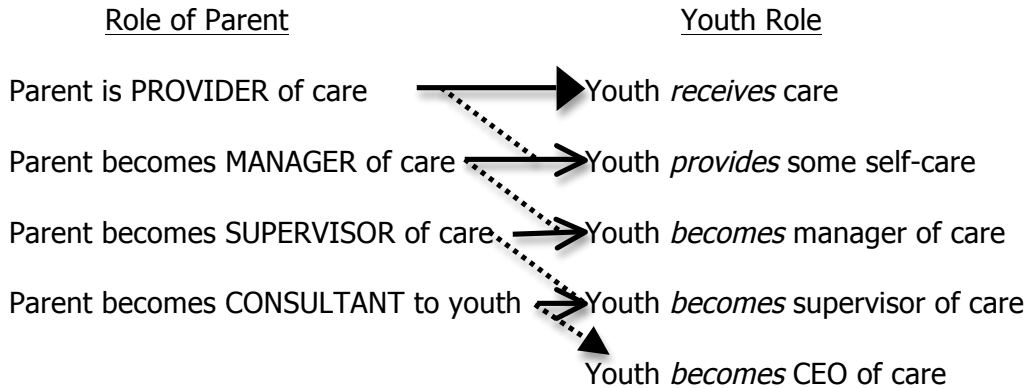 Role of Parent Youth Role
Parent is PROVIDER of care Youth receives care
Parent becomes MANAGER of care Youth provides some self-care
Parent becomes SUPERVISOR of care Youth becomes manager of care
Parent becomes CONSULTANT to youth Youth becomes supervisor of care
Youth becomes CEO of care